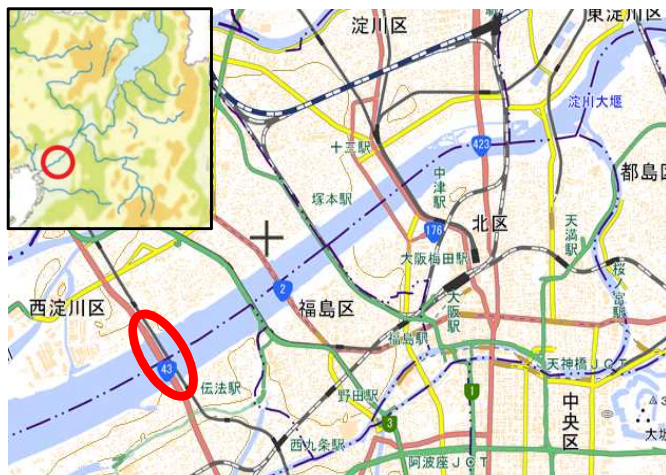 淀川区
東淀川区
淀川大堰
十三駅
423
都島区
塚本駅
中津駅
北区
天満駅
176
大阪梅田駅
桜ノ宮駅
西淀川区
2
福島区
大阪駅
福島駅
43
天神橋JCT
伝法駅
野田駅
1
中央区
3
西九条駅
阿波座JCT